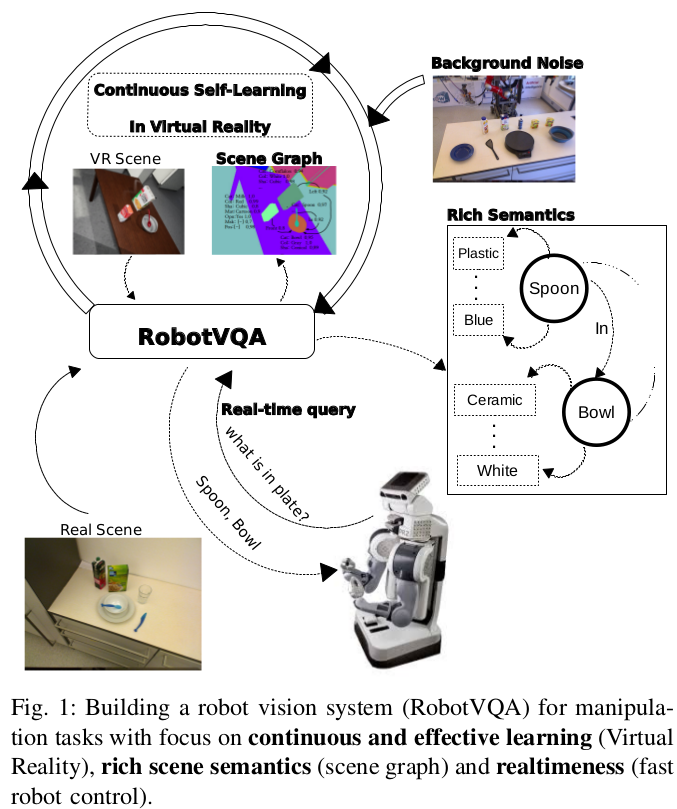 Background Noise
Continuous Self-Learning
In Virtual Reality
VR Scene
Scene Graph
Rich Semantics
Plastic
Spoon
Blue
In
RobotVQA
Ceramic
Bowl
White
Real-time query
what is in plate?
Spoon, Bowl
Real Scene
Fig. 1: Building a robot vision system (RobotVQA) for manipula-
tion tasks with focus on continuous and effective learning (Virtual
Reality), rich scene semantics (scene graph) and realtimeness (fast
robot control).